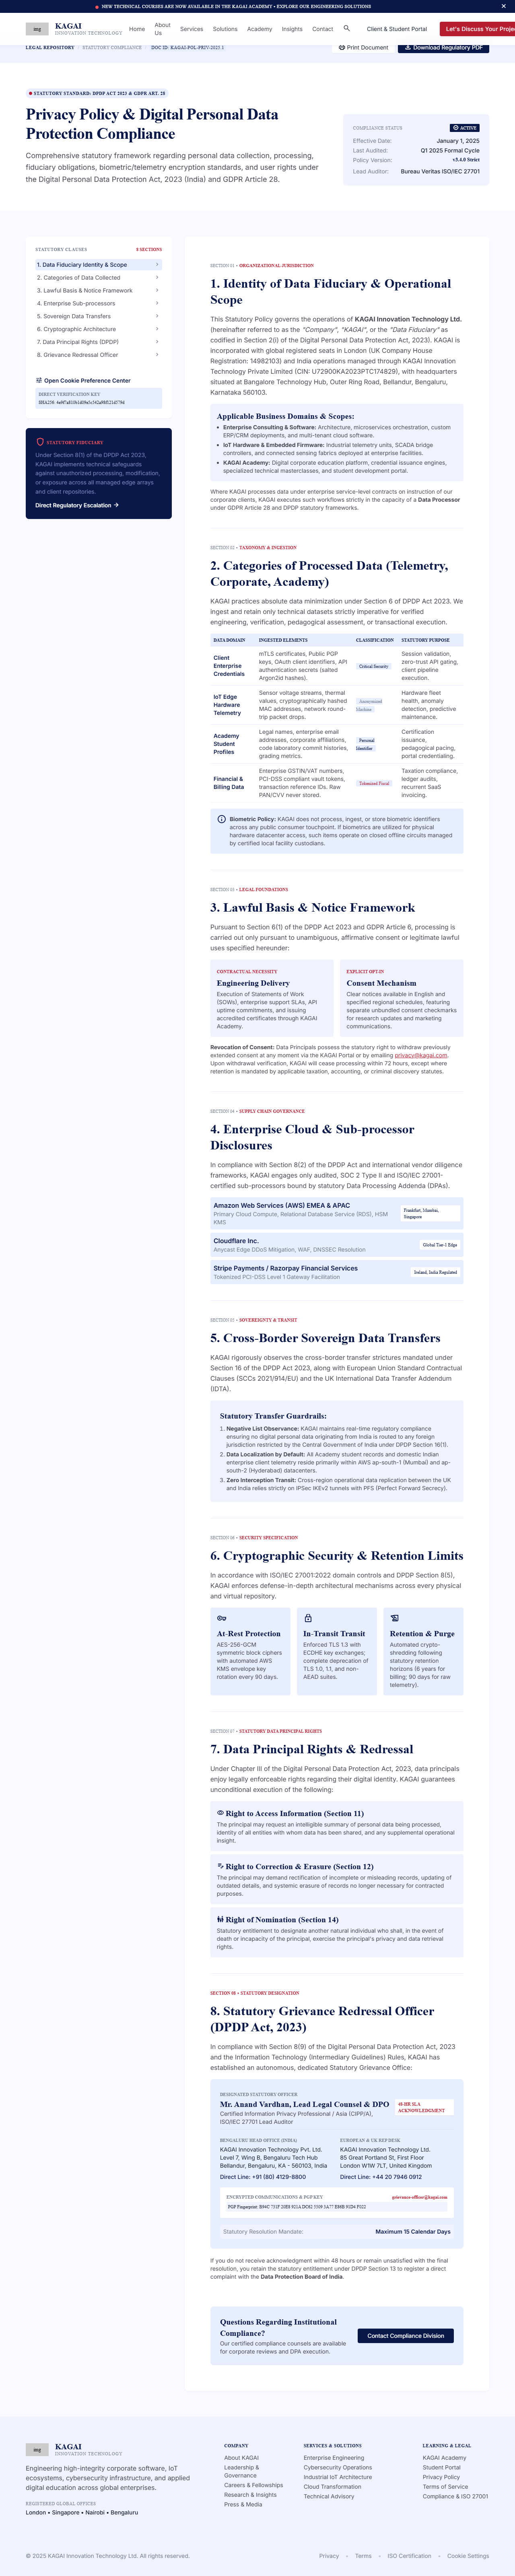 NEW TECHNICAL COURSES ARE NOW AVAILABLE IN THE KAGAI ACADEMY • EXPLORE OUR ENGINEERING SOLUTIONS
img
KAGAI
INNOVATION TECHNOLOGY
Home
About Us
Services
Solutions
Academy
Insights
Contact
Client & Student Portal
Let's Discuss Your Proje
LEGAL REPOSITORY
STATUTORY COMPLIANCE
DOC ID: KAGAI-POL-PRIV-2025.1
Print Document
Download Regulatory PDF
STATUTORY STANDARD: DPDP ACT 2023 & GDPR ART. 28
Privacy Policy & Digital Personal Data
Protection Compliance
Comprehensive statutory framework regarding personal data collection, processing,
fiduciary obligations, biometric/telemetry encryption standards, and user rights under
the Digital Personal Data Protection Act, 2023 (India) and GDPR Article 28.
COMPLIANCE STATUS
ACTIVE
Effective Date: January 1, 2025
Last Audited: Q1 2025 Formal Cycle
Policy Version: v3.4.0 Strict
Lead Auditor: Bureau Veritas ISO/IEC 27701
STATUTORY CLAUSES
8 SECTIONS
1. Data Fiduciary Identity & Scope
2. Categories of Data Collected
3. Lawful Basis & Notice Framework
4. Enterprise Sub-processors
5. Sovereign Data Transfers
6. Cryptographic Architecture
7. Data Principal Rights (DPDP)
8. Grievance Redressal Officer
Open Cookie Preference Center
DIRECT VERIFICATION KEY
STATUTORY FIDUCIARY
Under Section 8(1) of the DPDP Act 2023,
KAGAI implements technical safeguards
against unauthorized processing, modification,
or exposure across all managed edge arrays
and client repositories.
Direct Regulatory Escalation
SECTION 01 • ORGANIZATIONAL JURISDICTION
1. Identity of Data Fiduciary & Operational
Scope
This Statutory Policy governs the operations of KAGAI Innovation Technology Ltd.
(hereinafter referred to as the "Company", "KAGAI", or the "Data Fiduciary" as
codified in Section 2(i) of the Digital Personal Data Protection Act, 2023). KAGAI is
incorporated with global registered seats in London (UK Company House
Registration: 14982103) and India operations managed through KAGAI Innovation
Technology Private Limited (CIN: U72900KA2023PTC174829), with headquarters
situated at Bangalore Technology Hub, Outer Ring Road, Bellandur, Bengaluru,
Karnataka 560103.
Applicable Business Domains & Scopes:
• Enterprise Consulting & Software: Architecture, microservices orchestration, custom
ERP/CRM deployments, and multi-tenant cloud software.
• IoT Hardware & Embedded Firmware: Industrial telemetry units, SCADA bridge
controllers, and connected sensor fabrics deployed at enterprise facilities.
• KAGAI Academy: Digital corporate education platform, credential issuance engines,
specialized technical masterclasses, and student development portal.
Where KAGAI processes data under enterprise service-level contracts on instruction of our
corporate clients, KAGAI executes such workflows strictly in the capacity of a Data Processor
under GDPR Article 28 and DPDP statutory frameworks.
SECTION 02 • TAXONOMY & INGESTION
2. Categories of Processed Data (Telemetry,
Corporate, Academy)
KAGAI practices absolute data minimization under Section 6 of DPDP Act 2023. We
ingest and retain only technical datasets strictly imperative for verified
engineering, verification, pedagogical assessment, or transactional execution.
DATA DOMAIN
INGESTED ELEMENTS
CLASSIFICATION
STATUTORY PURPOSE
Client Enterprise Credentials
mTLS certificates, Public PGP keys, OAuth client identifiers, API authentication secrets (salted Argon2id hashes).
Critical Security
Session validation, zero-trust API gating, client pipeline execution.
IoT Edge Hardware Telemetry
Sensor voltage streams, thermal values, cryptographically hashed MAC addresses, network round-trip packet drops.
Anonymized Machine
Hardware fleet health, anomaly detection, predictive maintenance.
Academy Student Profiles
Legal names, enterprise email addresses, corporate affiliations, code laboratory commit histories, grading metrics.
Personal Identifier
Certification issuance, pedagogical pacing, portal credentialing.
Financial & Billing Data
Enterprise GSTIN/VAT numbers, PCI-DSS compliant vault tokens, transaction reference IDs. Raw PAN/CVV never stored.
Tokenized Fiscal
Taxation compliance, ledger audits, recurrent SaaS invoicing.
Biometric Policy: KAGAI does not process, ingest, or store biometric identifiers
across any public consumer touchpoint. If biometrics are utilized for physical
hardware datacenter access, such items operate on closed offline circuits managed
by certified local facility custodians.
SECTION 03 • LEGAL FOUNDATIONS
3. Lawful Basis & Notice Framework
Pursuant to Section 6(1) of the DPDP Act 2023 and GDPR Article 6, processing is
carried out only pursuant to unambiguous, affirmative consent or legitimate lawful
uses specified hereunder:
CONTRACTUAL NECESSITY
Engineering Delivery
Execution of Statements of Work
(SOWs), enterprise support SLAs, API
uptime commitments, and issuing
accredited certificates through KAGAI
Academy.
EXPLICIT OPT-IN
Consent Mechanism
Clear notices available in English and
specified regional schedules, featuring
separate unbundled consent checkmarks
for research updates and marketing
communications.
Revocation of Consent: Data Principals possess the statutory right to withdraw previously
extended consent at any moment via the KAGAI Portal or by emailing privacy@kagai.com.
Upon withdrawal verification, KAGAI will cease processing within 72 hours, except where
retention is mandated by applicable taxation, accounting, or criminal discovery statutes.
SECTION 04 • SUPPLY CHAIN GOVERNANCE
4. Enterprise Cloud & Sub-processor
Disclosures
In compliance with Section 8(2) of the DPDP Act and international vendor diligence
frameworks, KAGAI engages only audited, SOC 2 Type II and ISO/IEC 27001-
certified sub-processors bound by statutory Data Processing Addenda (DPAs).
Amazon Web Services (AWS) EMEA & APAC
Primary Cloud Compute, Relational Database Service (RDS), HSM
KMS
Frankfurt, Mumbai,
Singapore
Cloudflare Inc.
Anycast Edge DDoS Mitigation, WAF, DNSSEC Resolution
Global Tier-1 Edge
Stripe Payments / Razorpay Financial Services
Tokenized PCI-DSS Level 1 Gateway Facilitation
Ireland, India Regulated
SECTION 05 • SOVEREIGNTY & TRANSIT
5. Cross-Border Sovereign Data Transfers
KAGAI rigorously observes the cross-border transfer strictures mandated under
Section 16 of the DPDP Act 2023, along with European Union Standard Contractual
Clauses (SCCs 2021/914/EU) and the UK International Data Transfer Addendum
(IDTA).
Statutory Transfer Guardrails:
1. Negative List Observance: KAGAI maintains real-time regulatory compliance
ensuring no digital personal data originating from India is routed to any foreign
jurisdiction restricted by the Central Government of India under DPDP Section 16(1).
2. Data Localization by Default: All Academy student records and domestic Indian
enterprise client telemetry reside primarily within AWS ap-south-1 (Mumbai) and ap-
south-2 (Hyderabad) datacenters.
3. Zero Interception Transit: Cross-region operational data replication between the UK
and India relies strictly on IPSec IKEv2 tunnels with PFS (Perfect Forward Secrecy).
SECTION 06 • SECURITY SPECIFICATION
6. Cryptographic Security & Retention Limits
In accordance with ISO/IEC 27001:2022 domain controls and DPDP Section 8(5),
KAGAI enforces defense-in-depth architectural mechanisms across every physical
and virtual repository.
At-Rest Protection
AES-256-GCM
symmetric block ciphers
with automated AWS
KMS envelope key
rotation every 90 days.
In-Transit Transit
Enforced TLS 1.3 with
ECDHE key exchanges;
complete deprecation of
TLS 1.0, 1.1, and non-
AEAD suites.
Retention & Purge
Automated crypto-
shredding following
statutory retention
horizons (6 years for
billing; 90 days for raw
telemetry).
SECTION 07 • STATUTORY DATA PRINCIPAL RIGHTS
7. Data Principal Rights & Redressal
Under Chapter III of the Digital Personal Data Protection Act, 2023, data principals
enjoy legally enforceable rights regarding their digital identity. KAGAI guarantees
unconditional execution of the following:
Right to Access Information (Section 11)
The principal may request an intelligible summary of personal data being processed,
identity of all entities with whom data has been shared, and any supplemental operational
insight.
Right to Correction & Erasure (Section 12)
The principal may demand rectification of incomplete or misleading records, updating of
outdated details, and systemic erasure of records no longer necessary for contracted
purposes.
Right of Nomination (Section 14)
Statutory entitlement to designate another natural individual who shall, in the event of
death or incapacity of the principal, exercise the principal's privacy and data retrieval
rights.
SECTION 08 • STATUTORY DESIGNATION
8. Statutory Grievance Redressal Officer
(DPDP Act, 2023)
In compliance with Section 8(9) of the Digital Personal Data Protection Act, 2023
and the Information Technology (Intermediary Guidelines) Rules, KAGAI has
established an autonomous, dedicated Statutory Grievance Office:
DESIGNATED STATUTORY OFFICER
Mr. Anand Vardhan, Lead Legal Counsel & DPO
Certified Information Privacy Professional / Asia (CIPP/A),
ISO/IEC 27701 Lead Auditor
48-HR SLA
ACKNOWLEDGMENT
BENGALURU HEAD OFFICE (INDIA)
KAGAI Innovation Technology Pvt. Ltd.
Level 7, Wing B, Bengaluru Tech Hub
Bellandur, Bengaluru, KA - 560103, India
Direct Line: +91 (80) 4129-8800
EUROPEAN & UK REP DESK
KAGAI Innovation Technology Ltd.
85 Great Portland St, First Floor
London W1W 7LT, United Kingdom
Direct Line: +44 20 7946 0912
ENCRYPTED COMMUNICATIONS & PGP KEY
grievance-officer@kagai.com
Statutory Resolution Mandate:
Maximum 15 Calendar Days
If you do not receive acknowledgment within 48 hours or remain unsatisfied with the final
resolution, you retain the statutory entitlement under DPDP Section 13 to register a direct
complaint with the Data Protection Board of India.
Questions Regarding Institutional
Compliance?
Our certified compliance counsels are available
for corporate reviews and DPA execution.
Contact Compliance Division
img
KAGAI
INNOVATION TECHNOLOGY
Engineering high-integrity corporate software, IoT
ecosystems, cybersecurity infrastructure, and applied
digital education across global enterprises.
REGISTERED GLOBAL OFFICES
London • Singapore • Nairobi • Bengaluru
COMPANY
About KAGAI
Leadership &
Governance
Careers & Fellowships
Research & Insights
Press & Media
SERVICES & SOLUTIONS
Enterprise Engineering
Cybersecurity Operations
Industrial IoT Architecture
Cloud Transformation
Technical Advisory
LEARNING & LEGAL
KAGAI Academy
Student Portal
Privacy Policy
Terms of Service
Compliance & ISO 27001
© 2025 KAGAI Innovation Technology Ltd. All rights reserved.
Privacy • Terms • ISO Certification • Cookie Settings